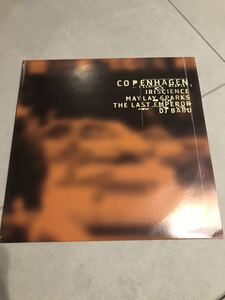 COPENHAGEN
IRISCIENCE
MAYLAY SPARKS
THE LAST EMPEROR
DJ BABU